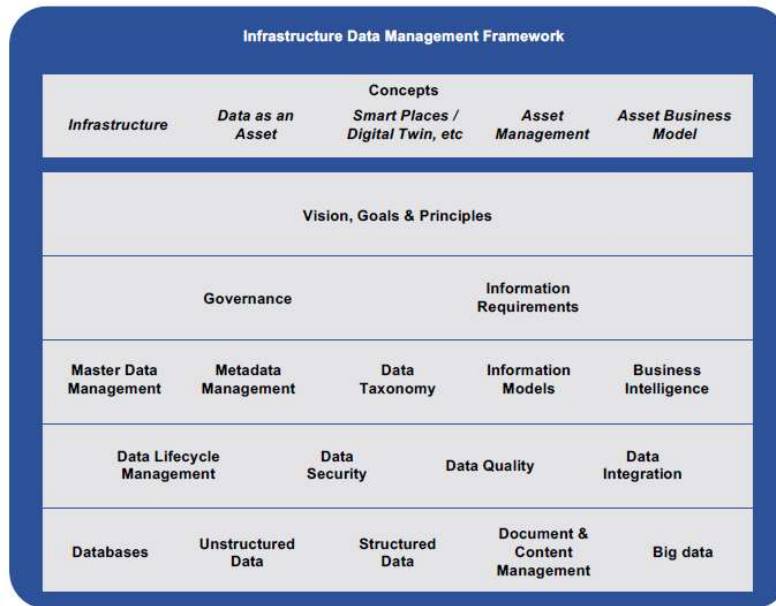 Infrastructure Data Management Framework
Concepts
Infrastructure
Data as an
Asset
Smart Places /
Digital Twin, etc
Asset
Management
Asset Business
Model
Vision, Goals & Principles
Governance
Information
Requirements
Master Data
Management
Metadata
Management
Data
Taxonomy
Information
Models
Business
Intelligence
Data Lifecycle
Management
Data
Security
Data Quality
Data
Integration
Databases
Unstructured
Data
Structured
Data
Document &
Content
Management
Big data